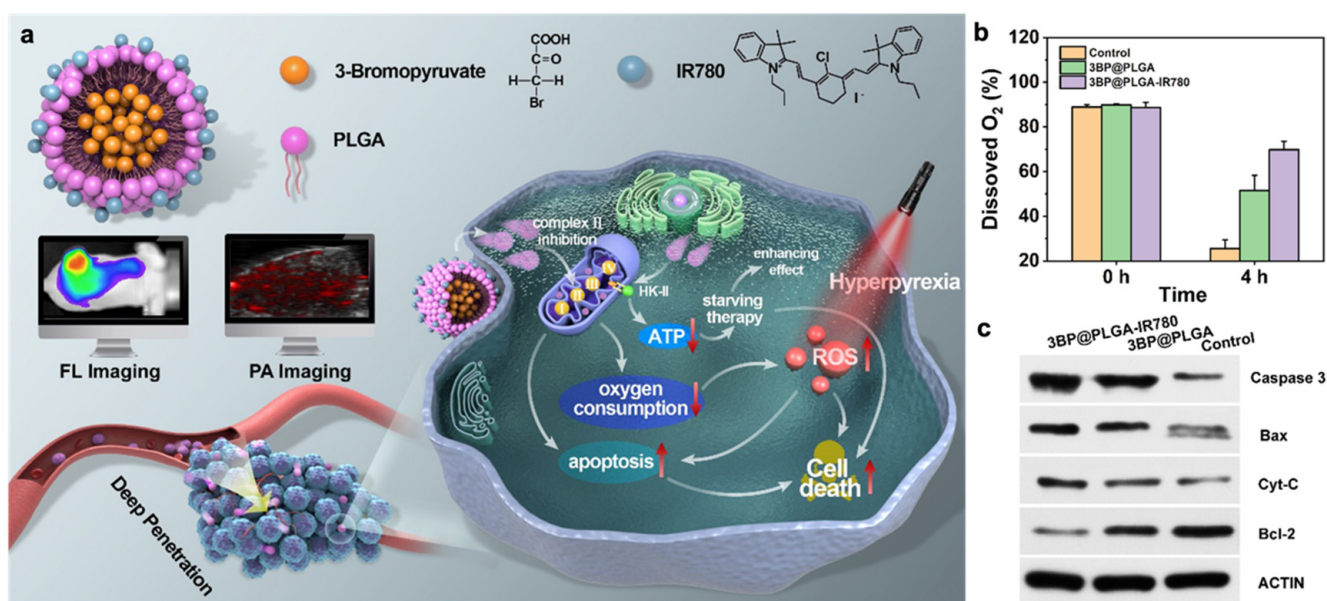 a
3-Bromopyruvate
COOH
C=O
H
C
H
Br
IR780
Cl
N+
N
I-
PLGA
FL Imaging
PA Imaging
Deep Penetration
complex II
inhibition
I
II
III
IV
HK-II
ATP
starving
therapy
enhancing
effect
Hyperpyrexia
ROS
oxygen
consumption
apoptosis
Cell
death
b
Dissoved O2 (%)
120
100
80
60
40
20
Control
3BP@PLGA
3BP@PLGA-IR780
0 h
4 h
Time
c
3BP@PLGA-IR780
3BP@PLGA
Control
Caspase 3
Bax
Cyt-C
Bcl-2
ACTIN